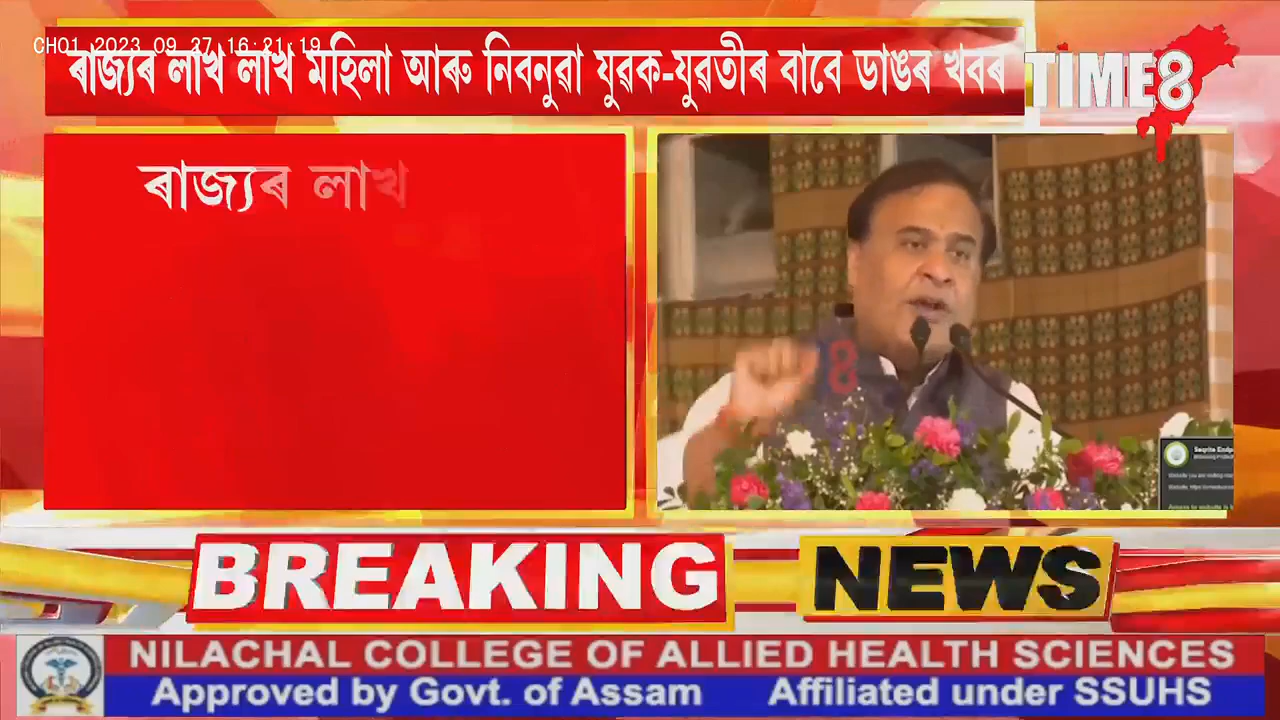 CH01 2023 09 27 16:21:19
ৰাজ্যৰ লাখ লাখ মহিলা আৰু নিবনুৱা যুৱক-যুৱতীৰ বাবে ডাঙৰ খবৰ
TIME8
ৰাজ্যৰ লাখ
8
BREAKING NEWS
NILACHAL COLLEGE OF ALLIED HEALTH SCIENCES
Approved by Govt. of Assam Affiliated under SSUHS